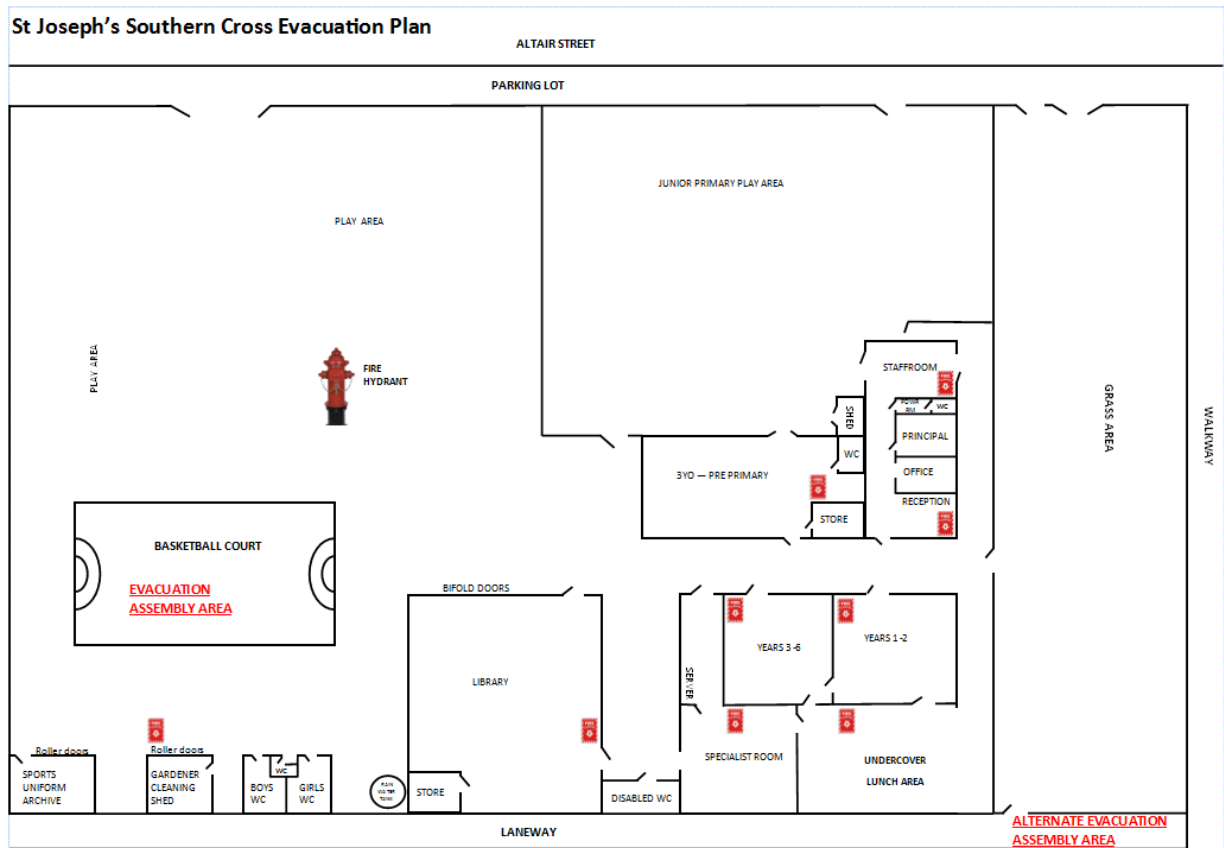 St Joseph's Southern Cross Evacuation Plan
ALTAIR STREET
PARKING LOT
JUNIOR PRIMARY PLAY AREA
PLAY AREA
PLAY AREA
FIRE
HYDRANT
STAFFROOM
WC
PRINCIPAL
OFFICE
RECEPTION
SHED
WC
3YO — PRE PRIMARY
STORE
GRASS AREA
WALKWAY
BASKETBALL COURT
EVACUATION
ASSEMBLY AREA
BIFOLD DOORS
LIBRARY
SERVER
YEARS 3 -6
YEARS 1 -2
SPECIALIST ROOM
UNDERCOVER
LUNCH AREA
Roller doors
SPORTS
UNIFORM
ARCHIVE
Roller doors
GARDENER
CLEANING
SHED
WC
BOYS
WC
GIRLS
WC
RAIN
WATER
TANK
STORE
DISABLED WC
LANEWAY
ALTERNATE EVACUATION
ASSEMBLY AREA